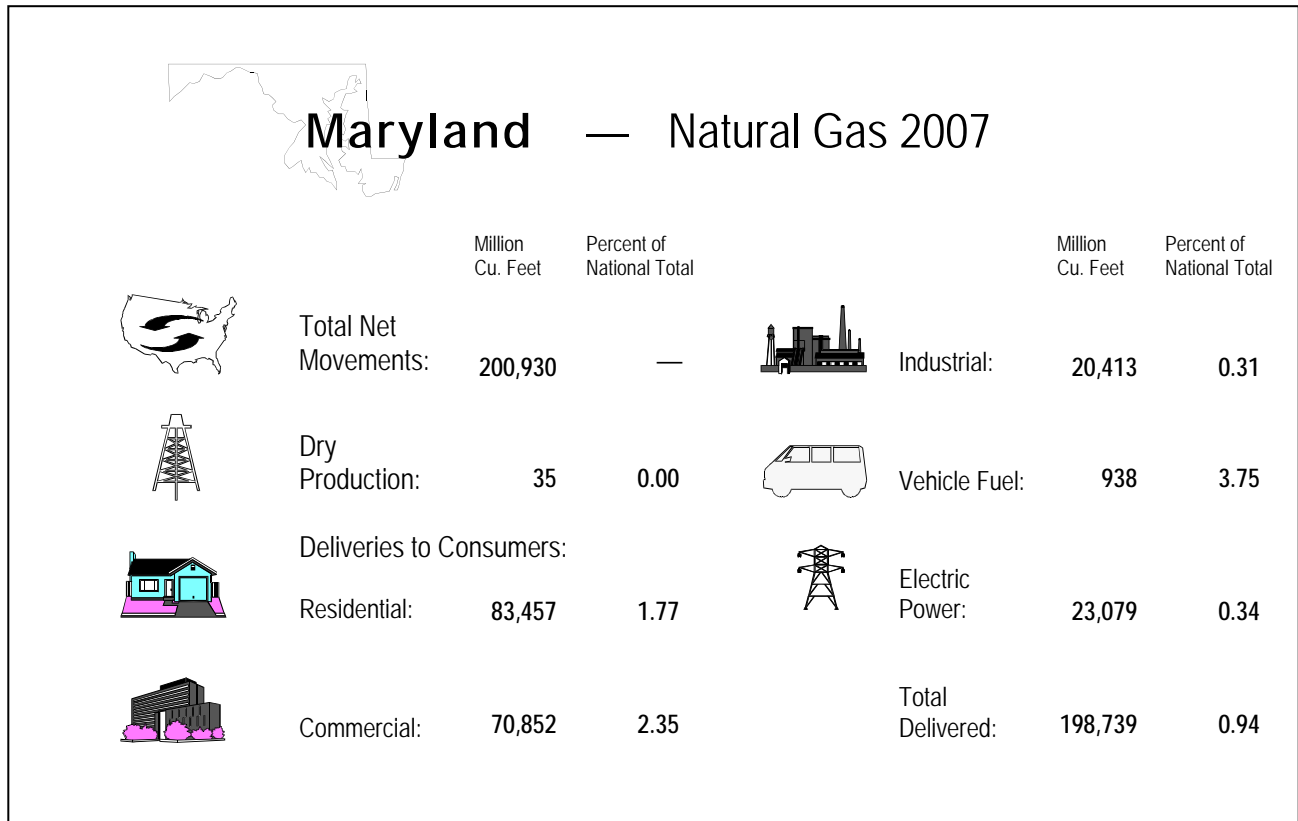 Maryland — Natural Gas 2007
Million Cu. Feet
Percent of National Total
Total Net Movements: 200,930 —
Dry Production: 35 0.00
Deliveries to Consumers:
Residential: 83,457 1.77
Commercial: 70,852 2.35
Million Cu. Feet
Percent of National Total
Industrial: 20,413 0.31
Vehicle Fuel: 938 3.75
Electric Power: 23,079 0.34
Total Delivered: 198,739 0.94